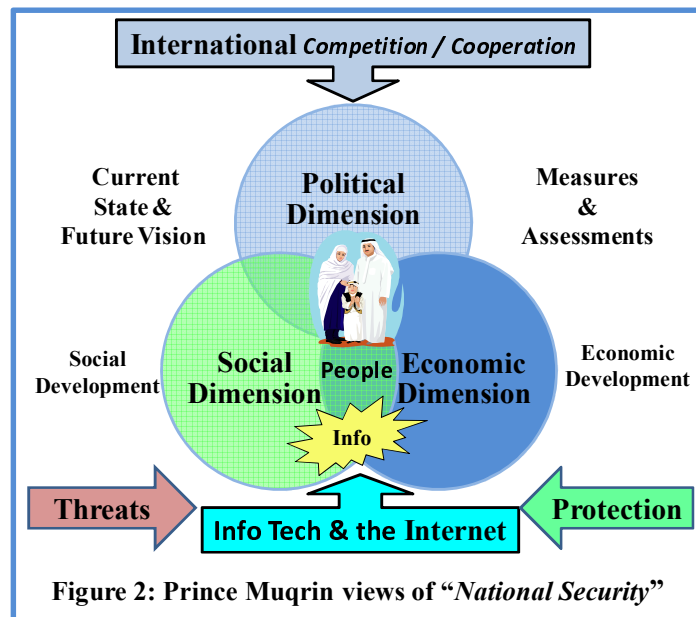 International Competition / Cooperation
Current
State &
Future Vision
Political
Dimension
Measures
&
Assessments
Social
Development
Social
Dimension
People
Economic
Dimension
Economic
Development
Info
Threats
Info Tech & the Internet
Protection
Figure 2: Prince Muqrin views of “National Security”